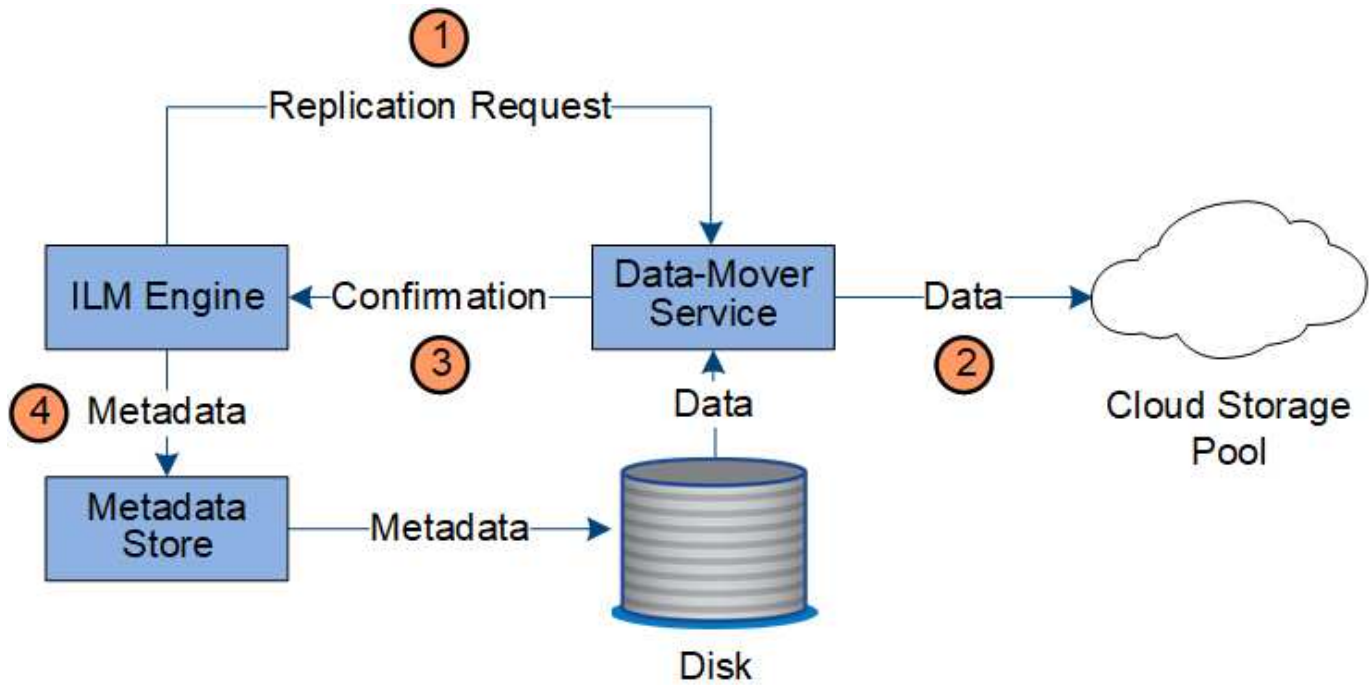 1
Replication Request
ILM Engine
Confirmation
Data-Mover
Service
Data
3
2
4
Metadata
Data
Cloud Storage
Pool
Metadata
Store
Metadata
Disk